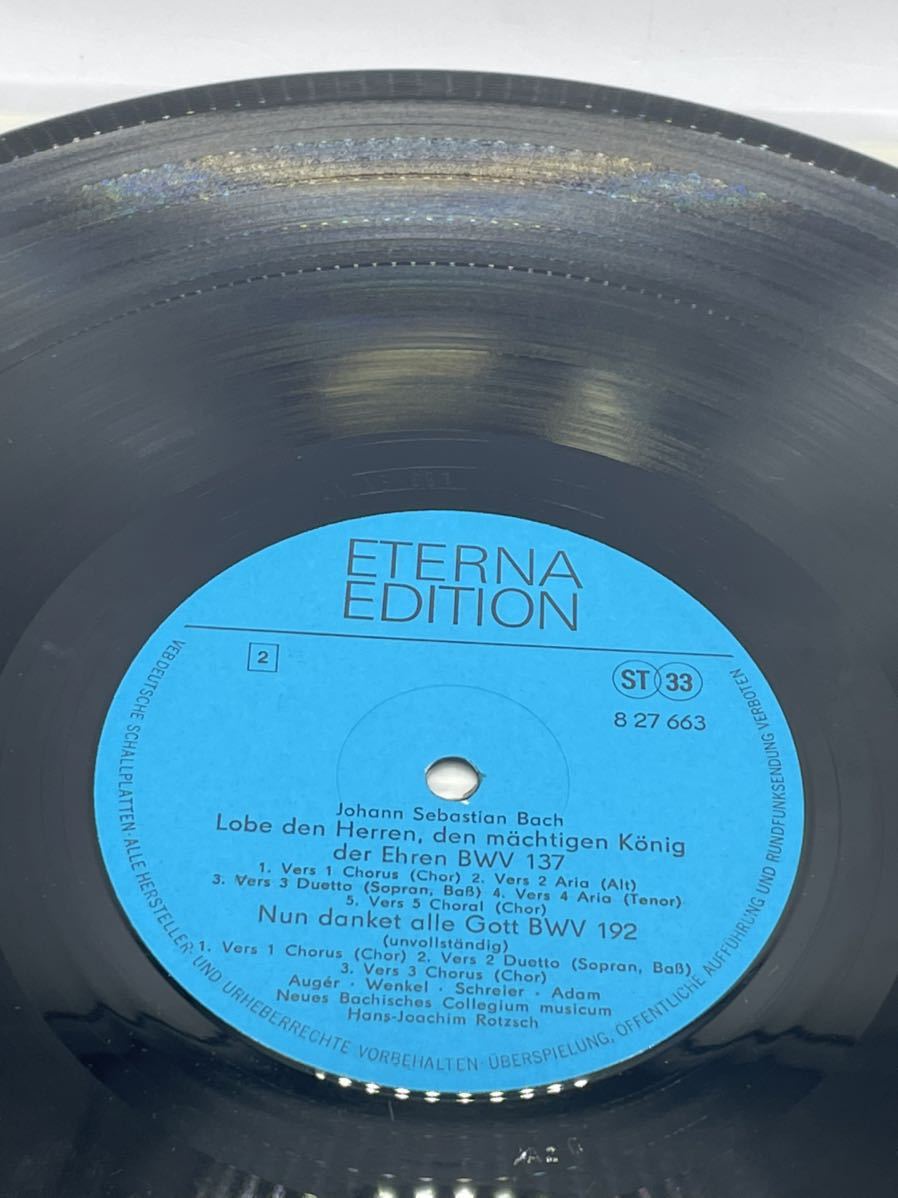 ETERNA
EDITION
2
ST 33
8 27 663
Johann Sebastian Bach
Lobe den Herren, den mächtigen König
der Ehren BWV 137
1. Vers 1 Chorus (Chor) 2. Vers 2 Aria (Alt)
3. Vers 3 Duetto (Sopran, Baß) 4. Vers 4 Aria (Tenor)
5. Vers 5 Choral (Chor)
Nun danket alle Gott BWV 192
(unvollständig)
1. Vers 1 Chorus (Chor) 2. Vers 2 Duetto (Sopran, Baß)
3. Vers 3 Chorus (Chor)
Augér · Wenkel · Schreier · Adam
Neues Bachisches Collegium musicum
Hans-Joachim Rotzsch
VEB DEUTSCHE SCHALLPLATTEN · ALLE HERSTELLER- UND URHEBERRECHTE VORBEHALTEN · ÜBERSPIELUNG, ÖFFENTLICHE AUFFÜHRUNG UND RUNDFUNKSENDUNG VERBOTEN